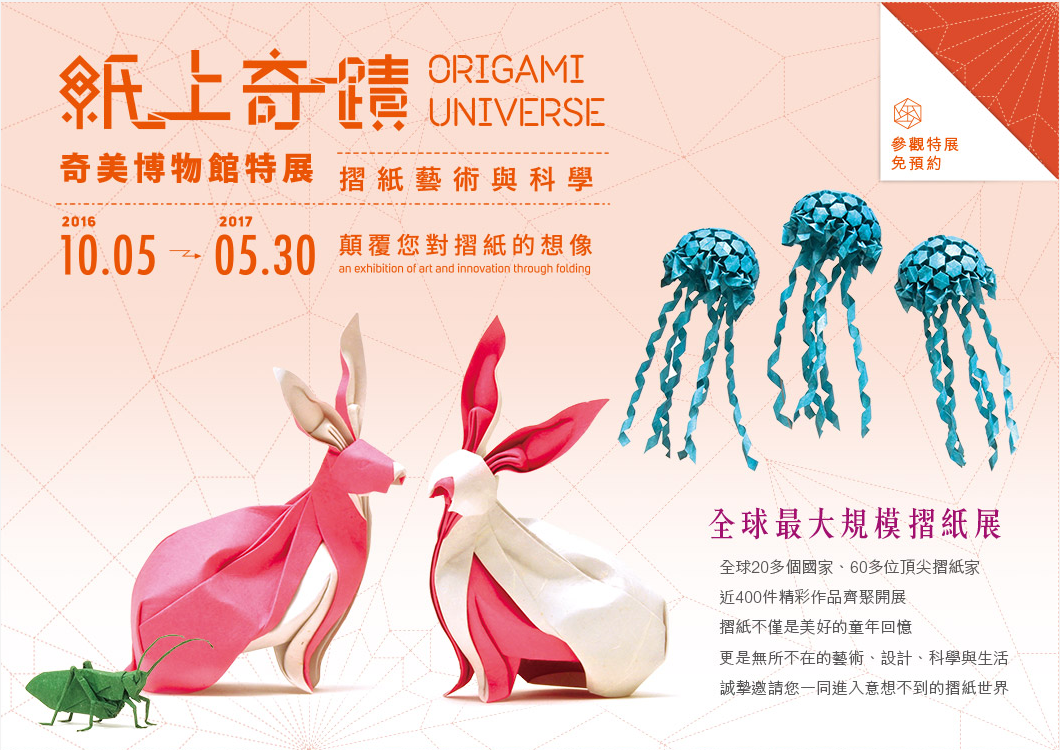 紙上奇蹟
ORIGAMI
UNIVERSE
奇美博物館特展
摺紙藝術與科學
2016
10.05
2017
05.30
顛覆您對摺紙的想像
an exhibition of art and innovation through folding
參觀特展
免預約
全球最大規模摺紙展
全球20多個國家、60多位頂尖摺紙家
近400件精彩作品齊聚開展
摺紙不僅是美好的童年回憶
更是無所不在的藝術、設計、科學與生活
誠摯邀請您一同進入意想不到的摺紙世界